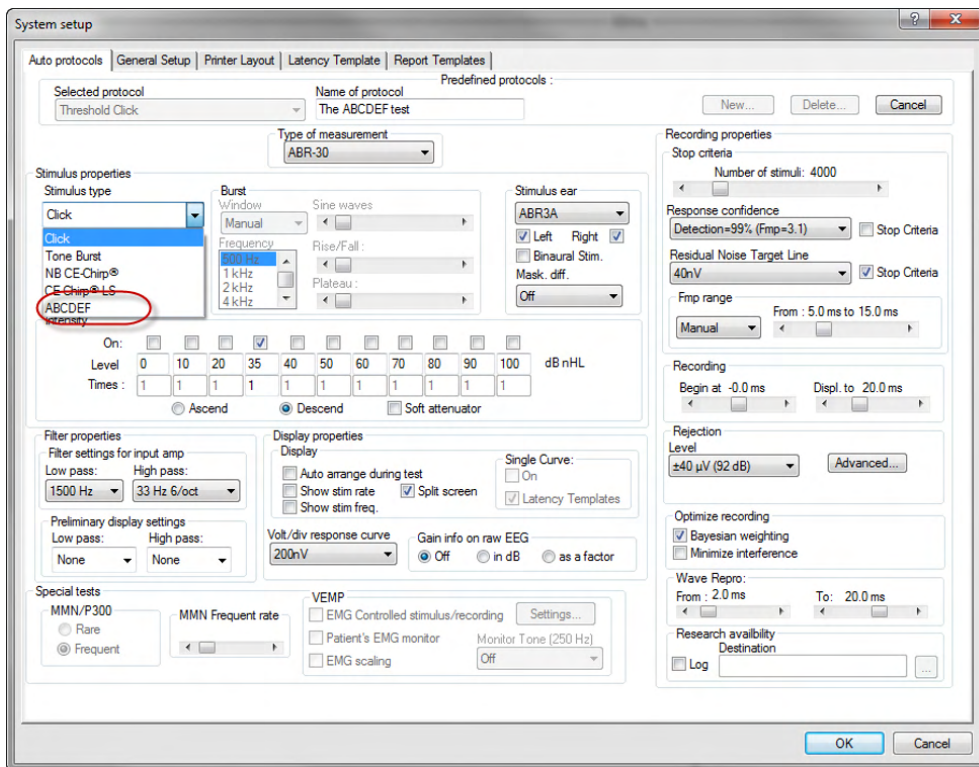 System setup
Auto protocols General Setup Printer Layout Latency Template Report Templates
Predefined protocols :
Selected protocol
Threshold Click
Name of protocol
The ABCDEF test
New... Delete... Cancel
Type of measurement
ABR-30
Stimulus properties
Stimulus type
Click
Click
Tone Burst
NB CE-Chirp®
CE-Chirp® LS
ABCDEF
Burst
Window
Manual
Frequency
500 Hz
1 kHz
2 kHz
4 kHz
Sine waves
Rise/Fall :
Plateau :
Stimulus ear
ABR3A
Left Right
Binaural Stim.
Mask. diff.
Off
Intensity
On:
Level 0 10 20 35 40 50 60 70 80 90 100 dB nHL
Times : 1 1 1 1 1 1 1 1 1 1 1
Ascend Descend Soft attenuator
Filter properties
Filter settings for input amp
Low pass: High pass:
1500 Hz 33 Hz 6/oct
Preliminary display settings
Low pass: High pass:
None None
Display properties
Display
Auto arrange during test
Show stim rate Split screen
Show stim freq.
Single Curve:
On
Latency Templates
Volt/div response curve
200nV
Gain info on raw EEG
Off in dB as a factor
Special tests
MMN/P300
Rare
Frequent
MMN Frequent rate
VEMP
EMG Controlled stimulus/recording Settings...
Patient's EMG monitor
EMG scaling
Monitor Tone (250 Hz)
Off
Recording properties
Stop criteria
Number of stimuli: 4000
Response confidence
Detection=99% (Fmp=3.1) Stop Criteria
Residual Noise Target Line
40nV Stop Criteria
Fmp range
From : 5.0 ms to 15.0 ms
Manual
Recording
Begin at -0.0 ms Displ. to 20.0 ms
Rejection
Level
±40 µV (92 dB) Advanced...
Optimize recording
Bayesian weighting
Minimize interference
Wave Repro:
From : 2.0 ms To: 20.0 ms
Research availbility
Destination
Log ...
OK Cancel